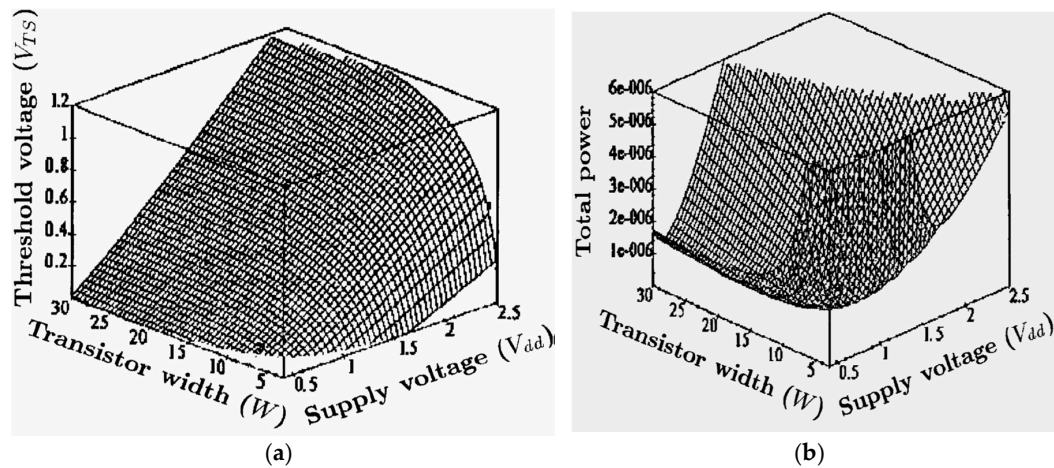 Threshold voltage (V_TS)
1.2
1
0.8
0.6
0.4
0.2
30
25
20
15
10
5
Transistor width (W)
0.5
1
1.5
2
2.5
Supply voltage (V_dd)
(a)
Total power
6e-006
5e-006
4e-006
3e-006
2e-006
1e-006
30
25
20
15
10
5
Transistor width (W)
0.5
1
1.5
2
2.5
Supply voltage (V_dd)
(b)